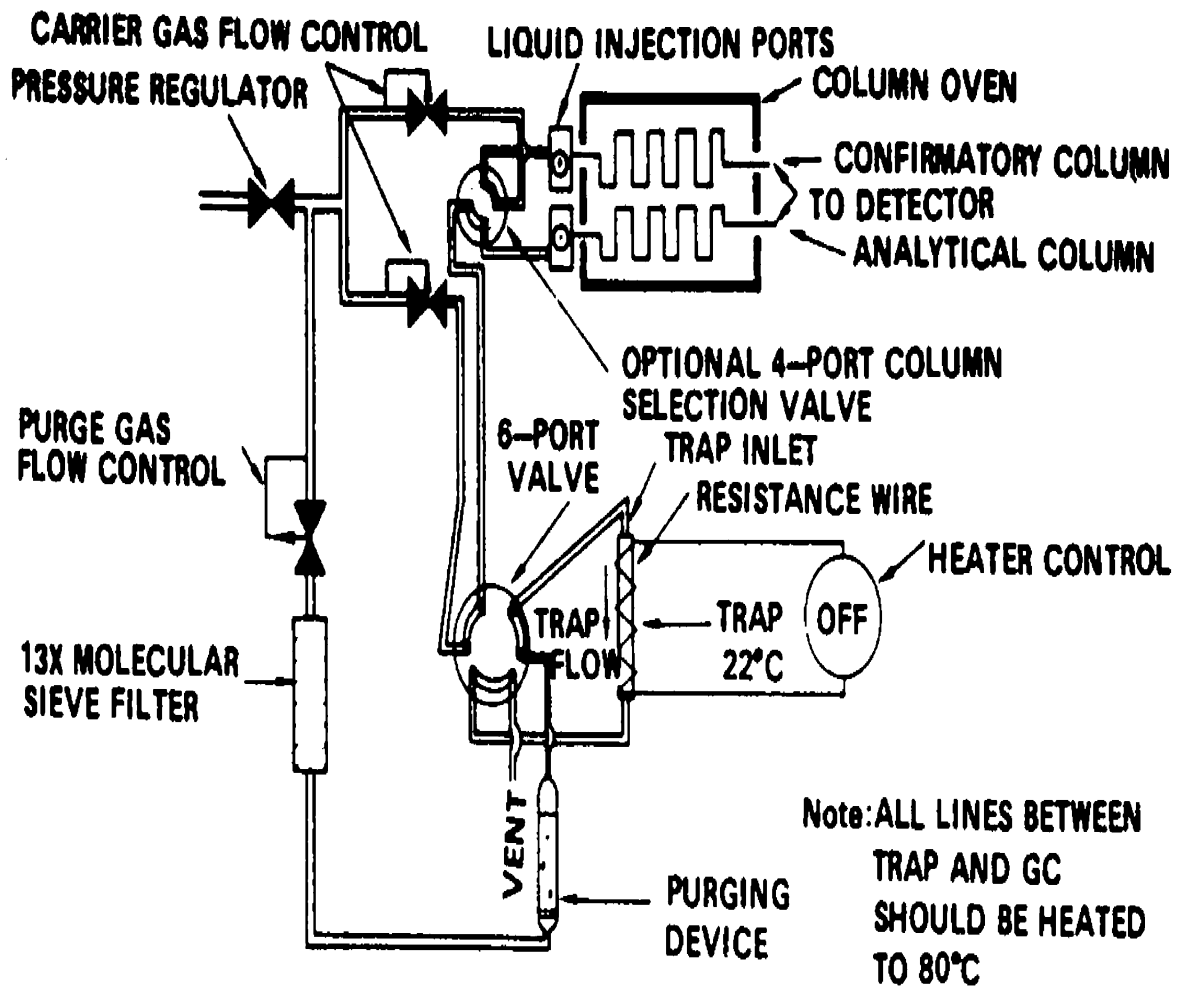 CARRIER GAS FLOW CONTROL
PRESSURE REGULATOR
LIQUID INJECTION PORTS
COLUMN OVEN
CONFIRMATORY COLUMN
TO DETECTOR
ANALYTICAL COLUMN
OPTIONAL 4-PORT COLUMN
SELECTION VALVE
PURGE GAS
FLOW CONTROL
6-PORT
VALVE
TRAP INLET
RESISTANCE WIRE
HEATER CONTROL
OFF
TRAP
FLOW
TRAP
22°C
13X MOLECULAR
SIEVE FILTER
VENT
PURGING
DEVICE
Note: ALL LINES BETWEEN
TRAP AND GC
SHOULD BE HEATED
TO 80°C